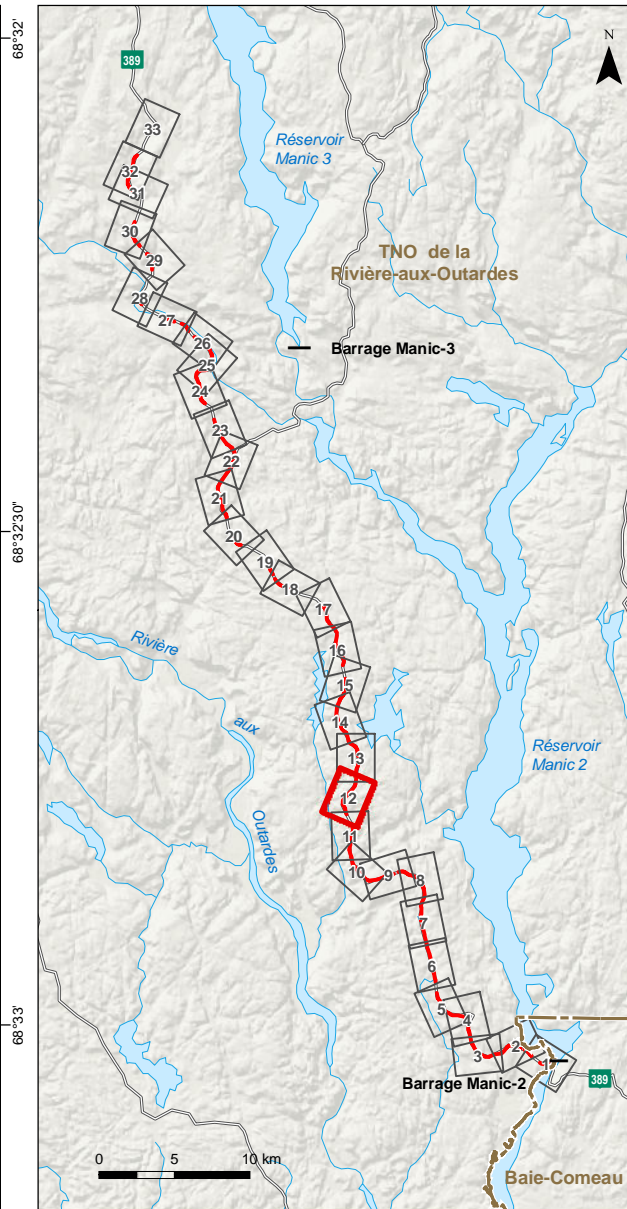 68°32'
389
N
33
Réservoir
Manic 3
32
31
TNO de la
Rivière-aux-Outardes
30
29
28
27
26
Barrage Manic-3
25
24
23
22
21
68°32'30"
20
19
18
17
Rivière
16
15
aux
14
Réservoir
Manic 2
13
12
Outardes
11
10
9
8
7
6
5
4
68°33'
3
2
1
389
Barrage Manic-2
0 5 10 km
Baie-Comeau